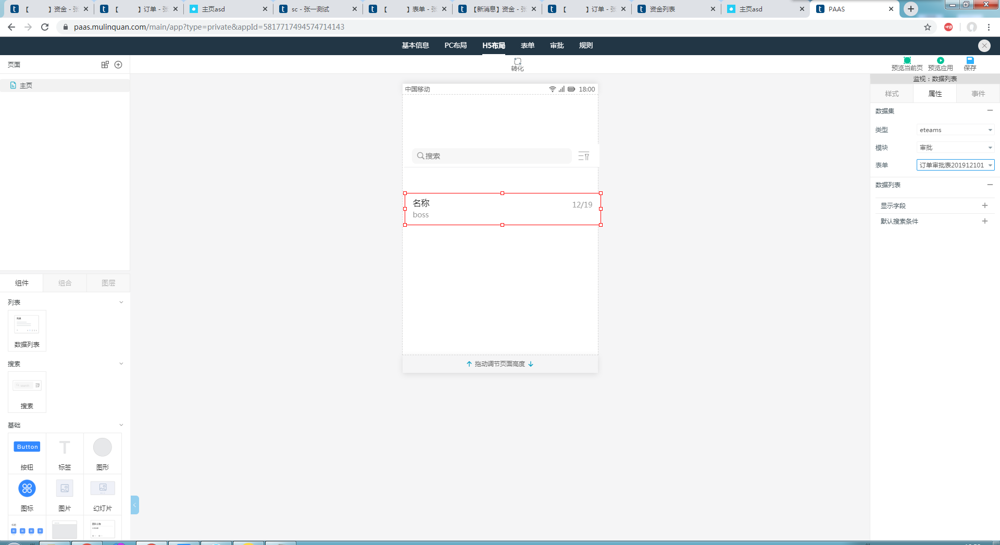 【 】资金 - 张
【 】订单 - 张
主页asd
sc - 张一测试
【 】表单 - 张
【新消息】资金 - 张
【 】订单 - 张
资金列表
主页asd
PAAS
paas.mulinquan.com/main/app?type=private&appId=5817717494574714143
基本信息 PC布局 H5布局 表单 审批 规则
页面
转化
预览当前页 预览应用 保存
主页
监视：数据列表
中国移动 18:00
样式 属性 事件
数据集
类型 eteams
模块 审批
表单 订单审批表201912101
搜索
数据列表
名称 12/19
boss
显示字段
默认搜索条件
拖动调节页面高度
组件 组合 图层
列表
列表
数据列表
搜索
search
搜索
基础
Button T
按钮 标签 图形
图标 图片 幻灯片